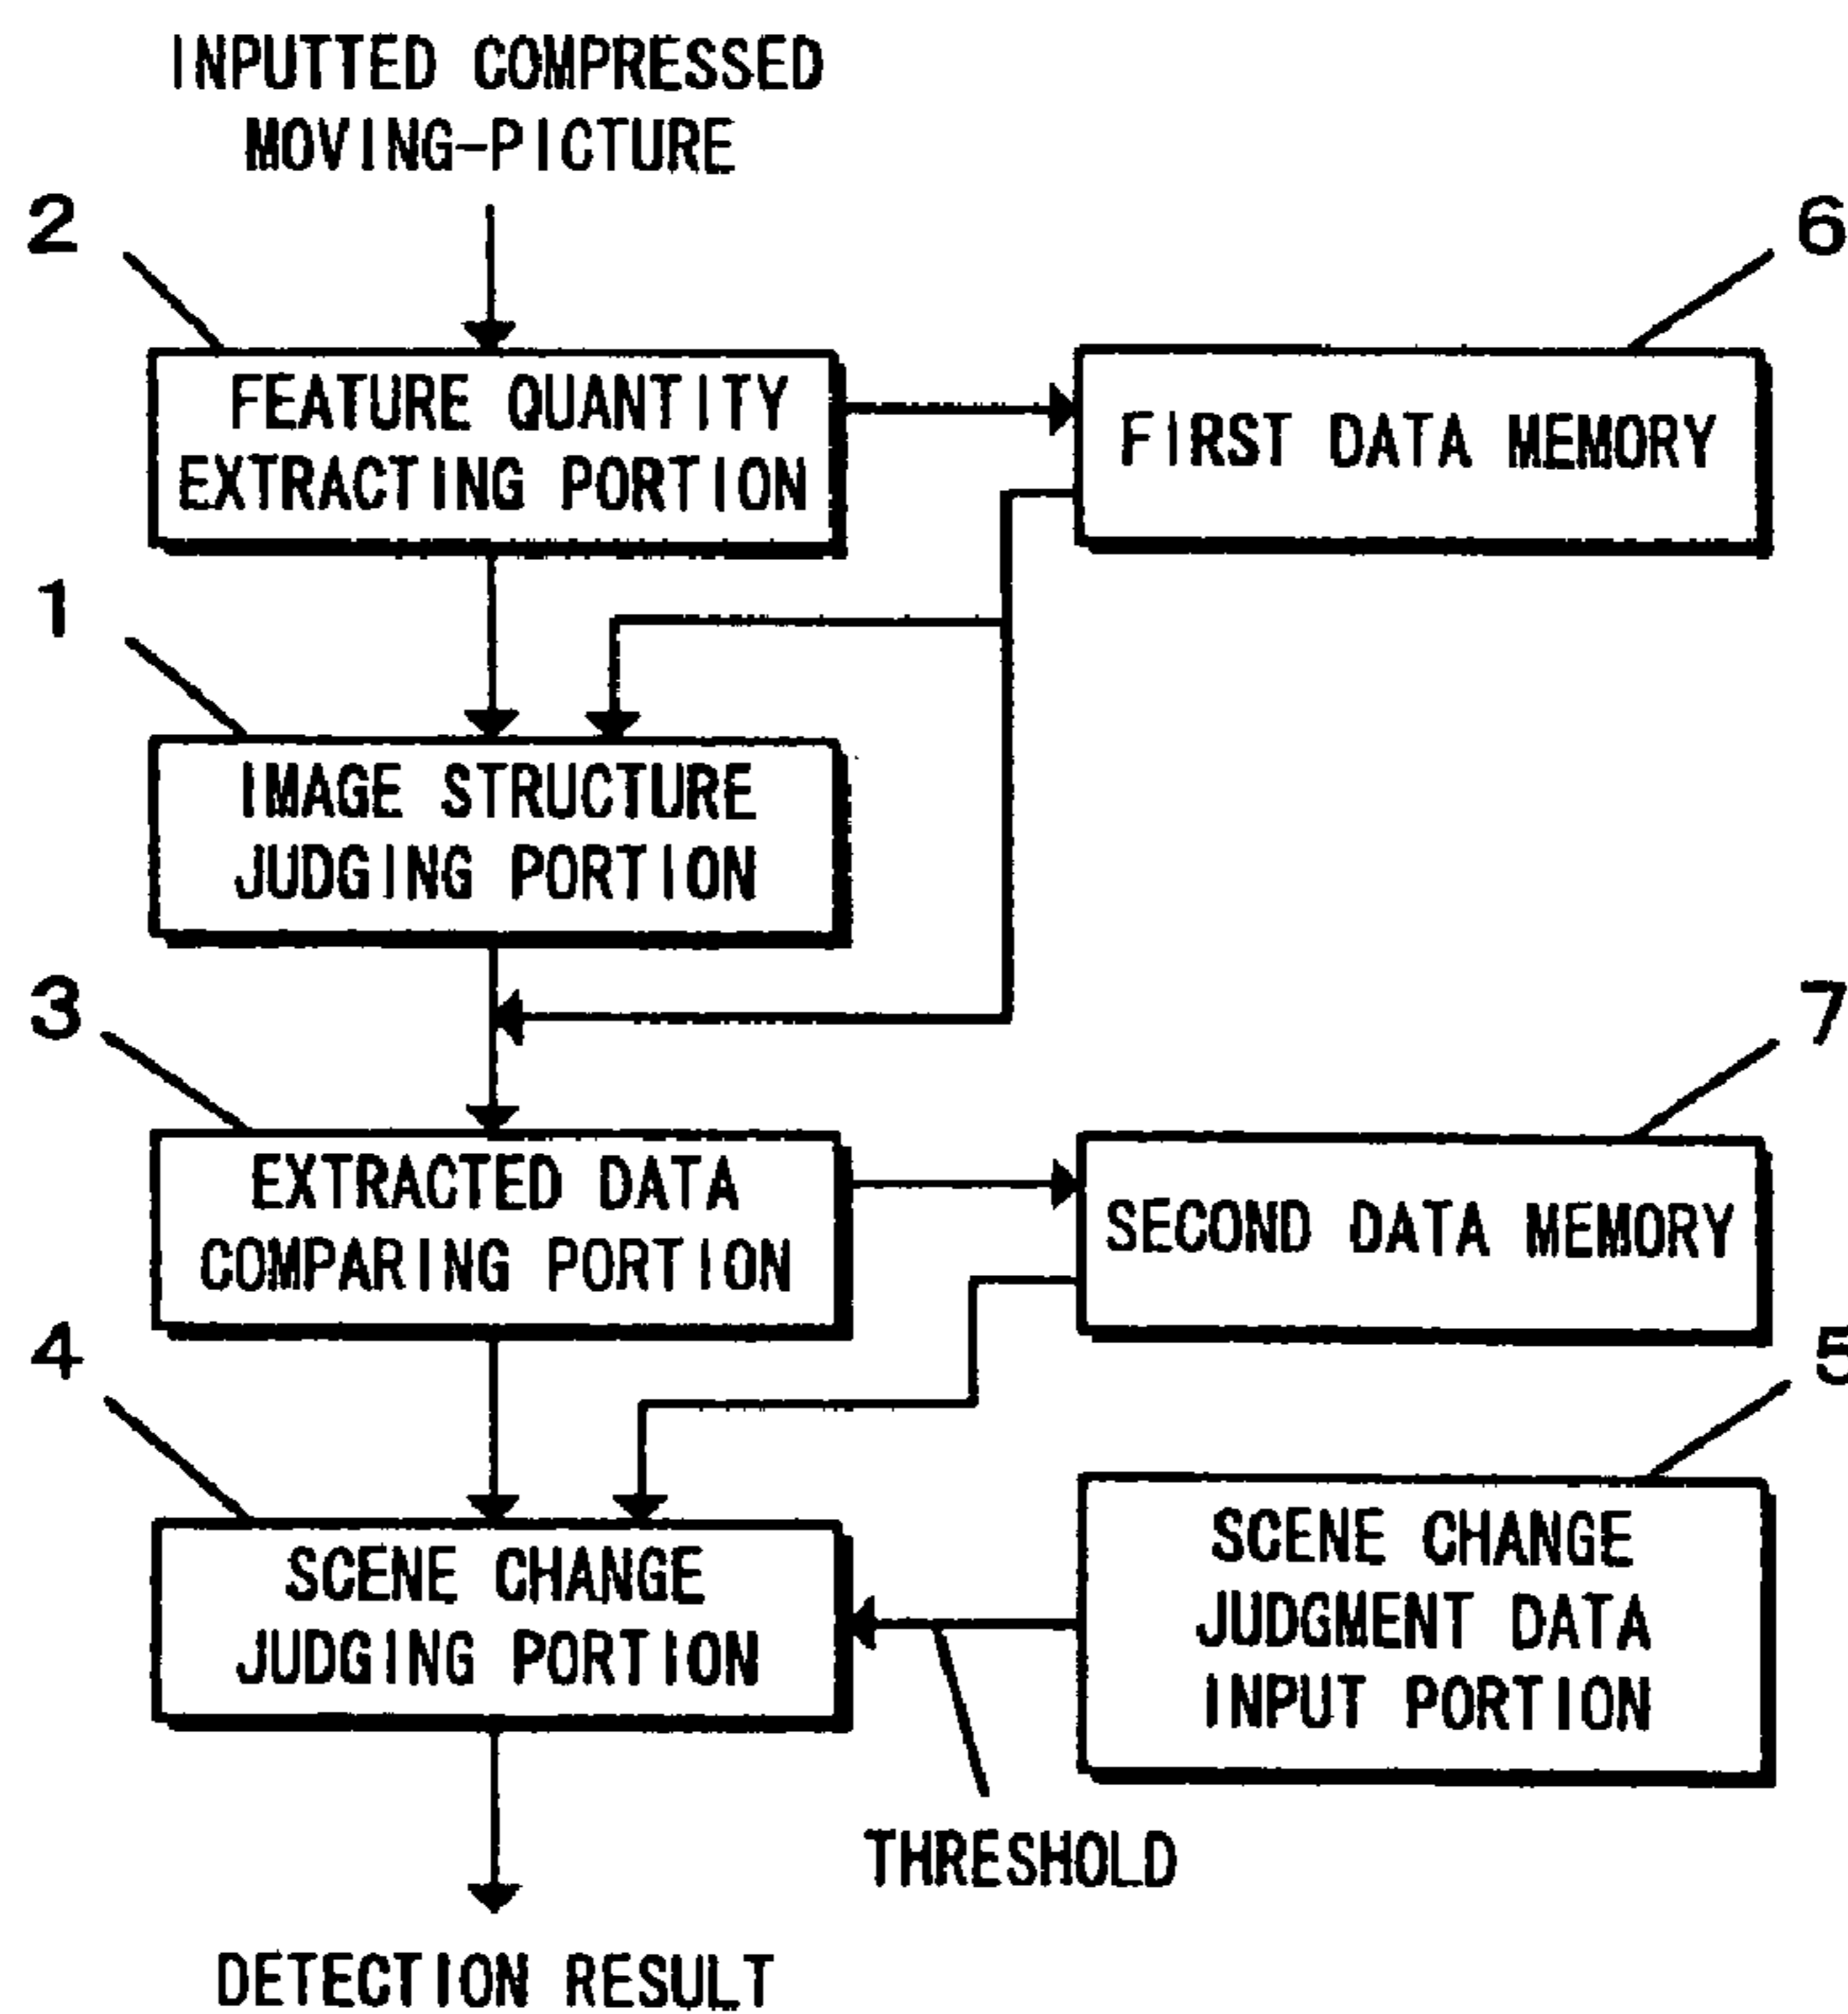 INPUTTED COMPRESSED
MOVING-PICTURE
2
6
FEATURE QUANTITY
EXTRACTING PORTION
FIRST DATA MEMORY
1
IMAGE STRUCTURE
JUDGING PORTION
3
7
EXTRACTED DATA
COMPARING PORTION
SECOND DATA MEMORY
4
5
SCENE CHANGE
JUDGING PORTION
SCENE CHANGE
JUDGMENT DATA
INPUT PORTION
THRESHOLD
DETECTION RESULT